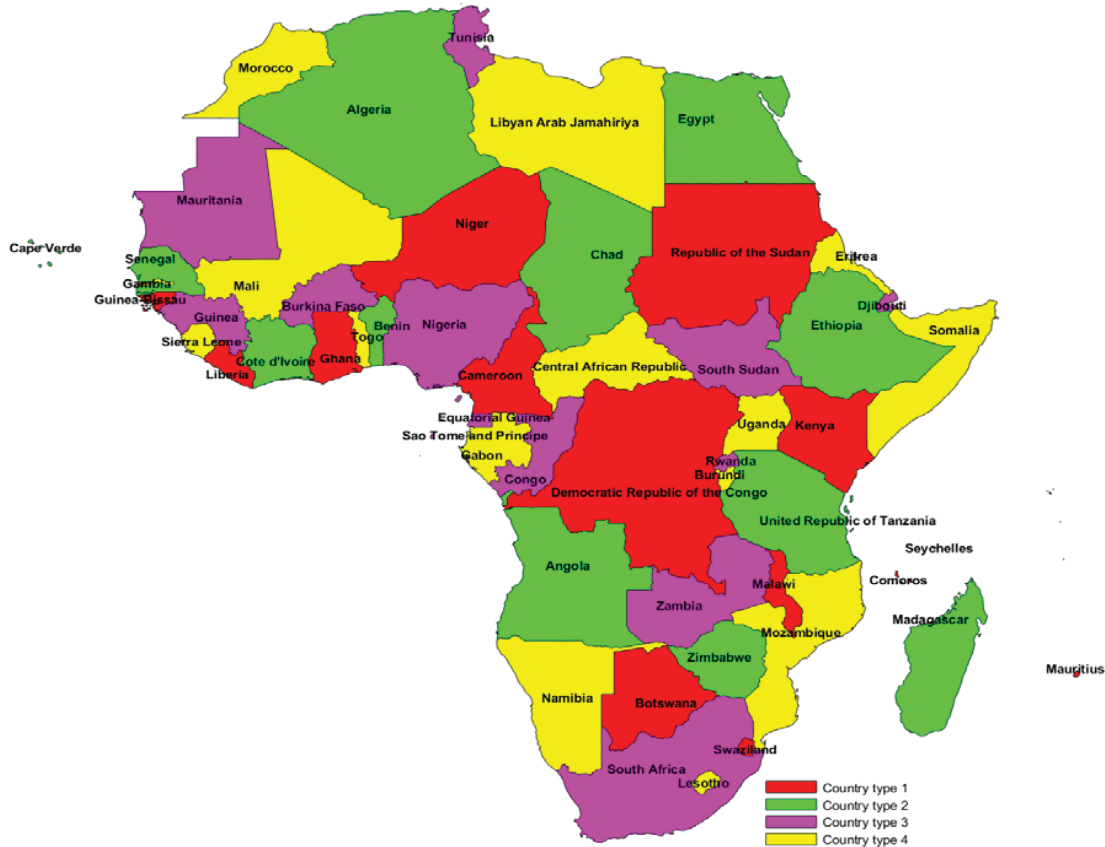 Tunisia
Morocco
Algeria
Libyan Arab Jamahiriya
Egypt
Mauritania
Niger
Cape Verde
Republic of the Sudan
Chad
Eritrea
Senegal
Gambia
Mali
Guinea-Bissau
Burkina Faso
Djibouti
Guinea
Benin
Nigeria
Ethiopia
Somalia
Sierra Leone
Togo
Cote d'Ivoire
Ghana
Liberia
Cameroon
Central African Republic
South Sudan
Equatorial Guinea
Uganda
Kenya
Sao Tome and Principe
Gabon
Rwanda
Congo
Burundi
Democratic Republic of the Congo
United Republic of Tanzania
Seychelles
Angola
Malawi
Comoros
Zambia
Madagascar
Mozambique
Zimbabwe
Mauritius
Namibia
Botswana
Swaziland
South Africa
Lesotho
Country type 1
Country type 2
Country type 3
Country type 4